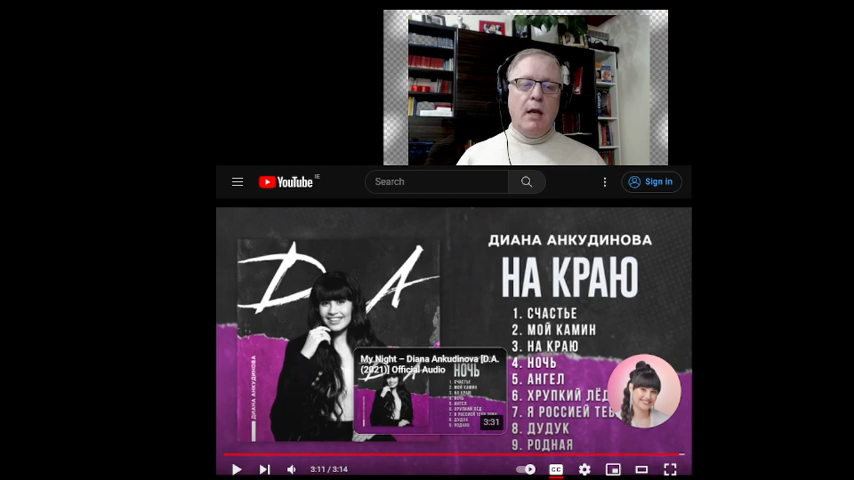 YouTube IE
Search
Sign in
D A
ДИАНА АНКУДИНОВА
НА КРАЮ
1. СЧАСТЬЕ
2. МОЙ КАМИН
3. НА КРАЮ
4. НОЧЬ
5. АНГЕЛ
6. ХРУПКИЙ ЛЁД
7. Я РОССИЕЙ ТЕБ
8. ДУДУК
9. РОДНАЯ
ДИАНА АНКУДИНОВА
My Night – Diana Ankudinova [D.A.
(2021)] Official Audio
НОЧЬ
3:31
3:11 / 3:14
CC